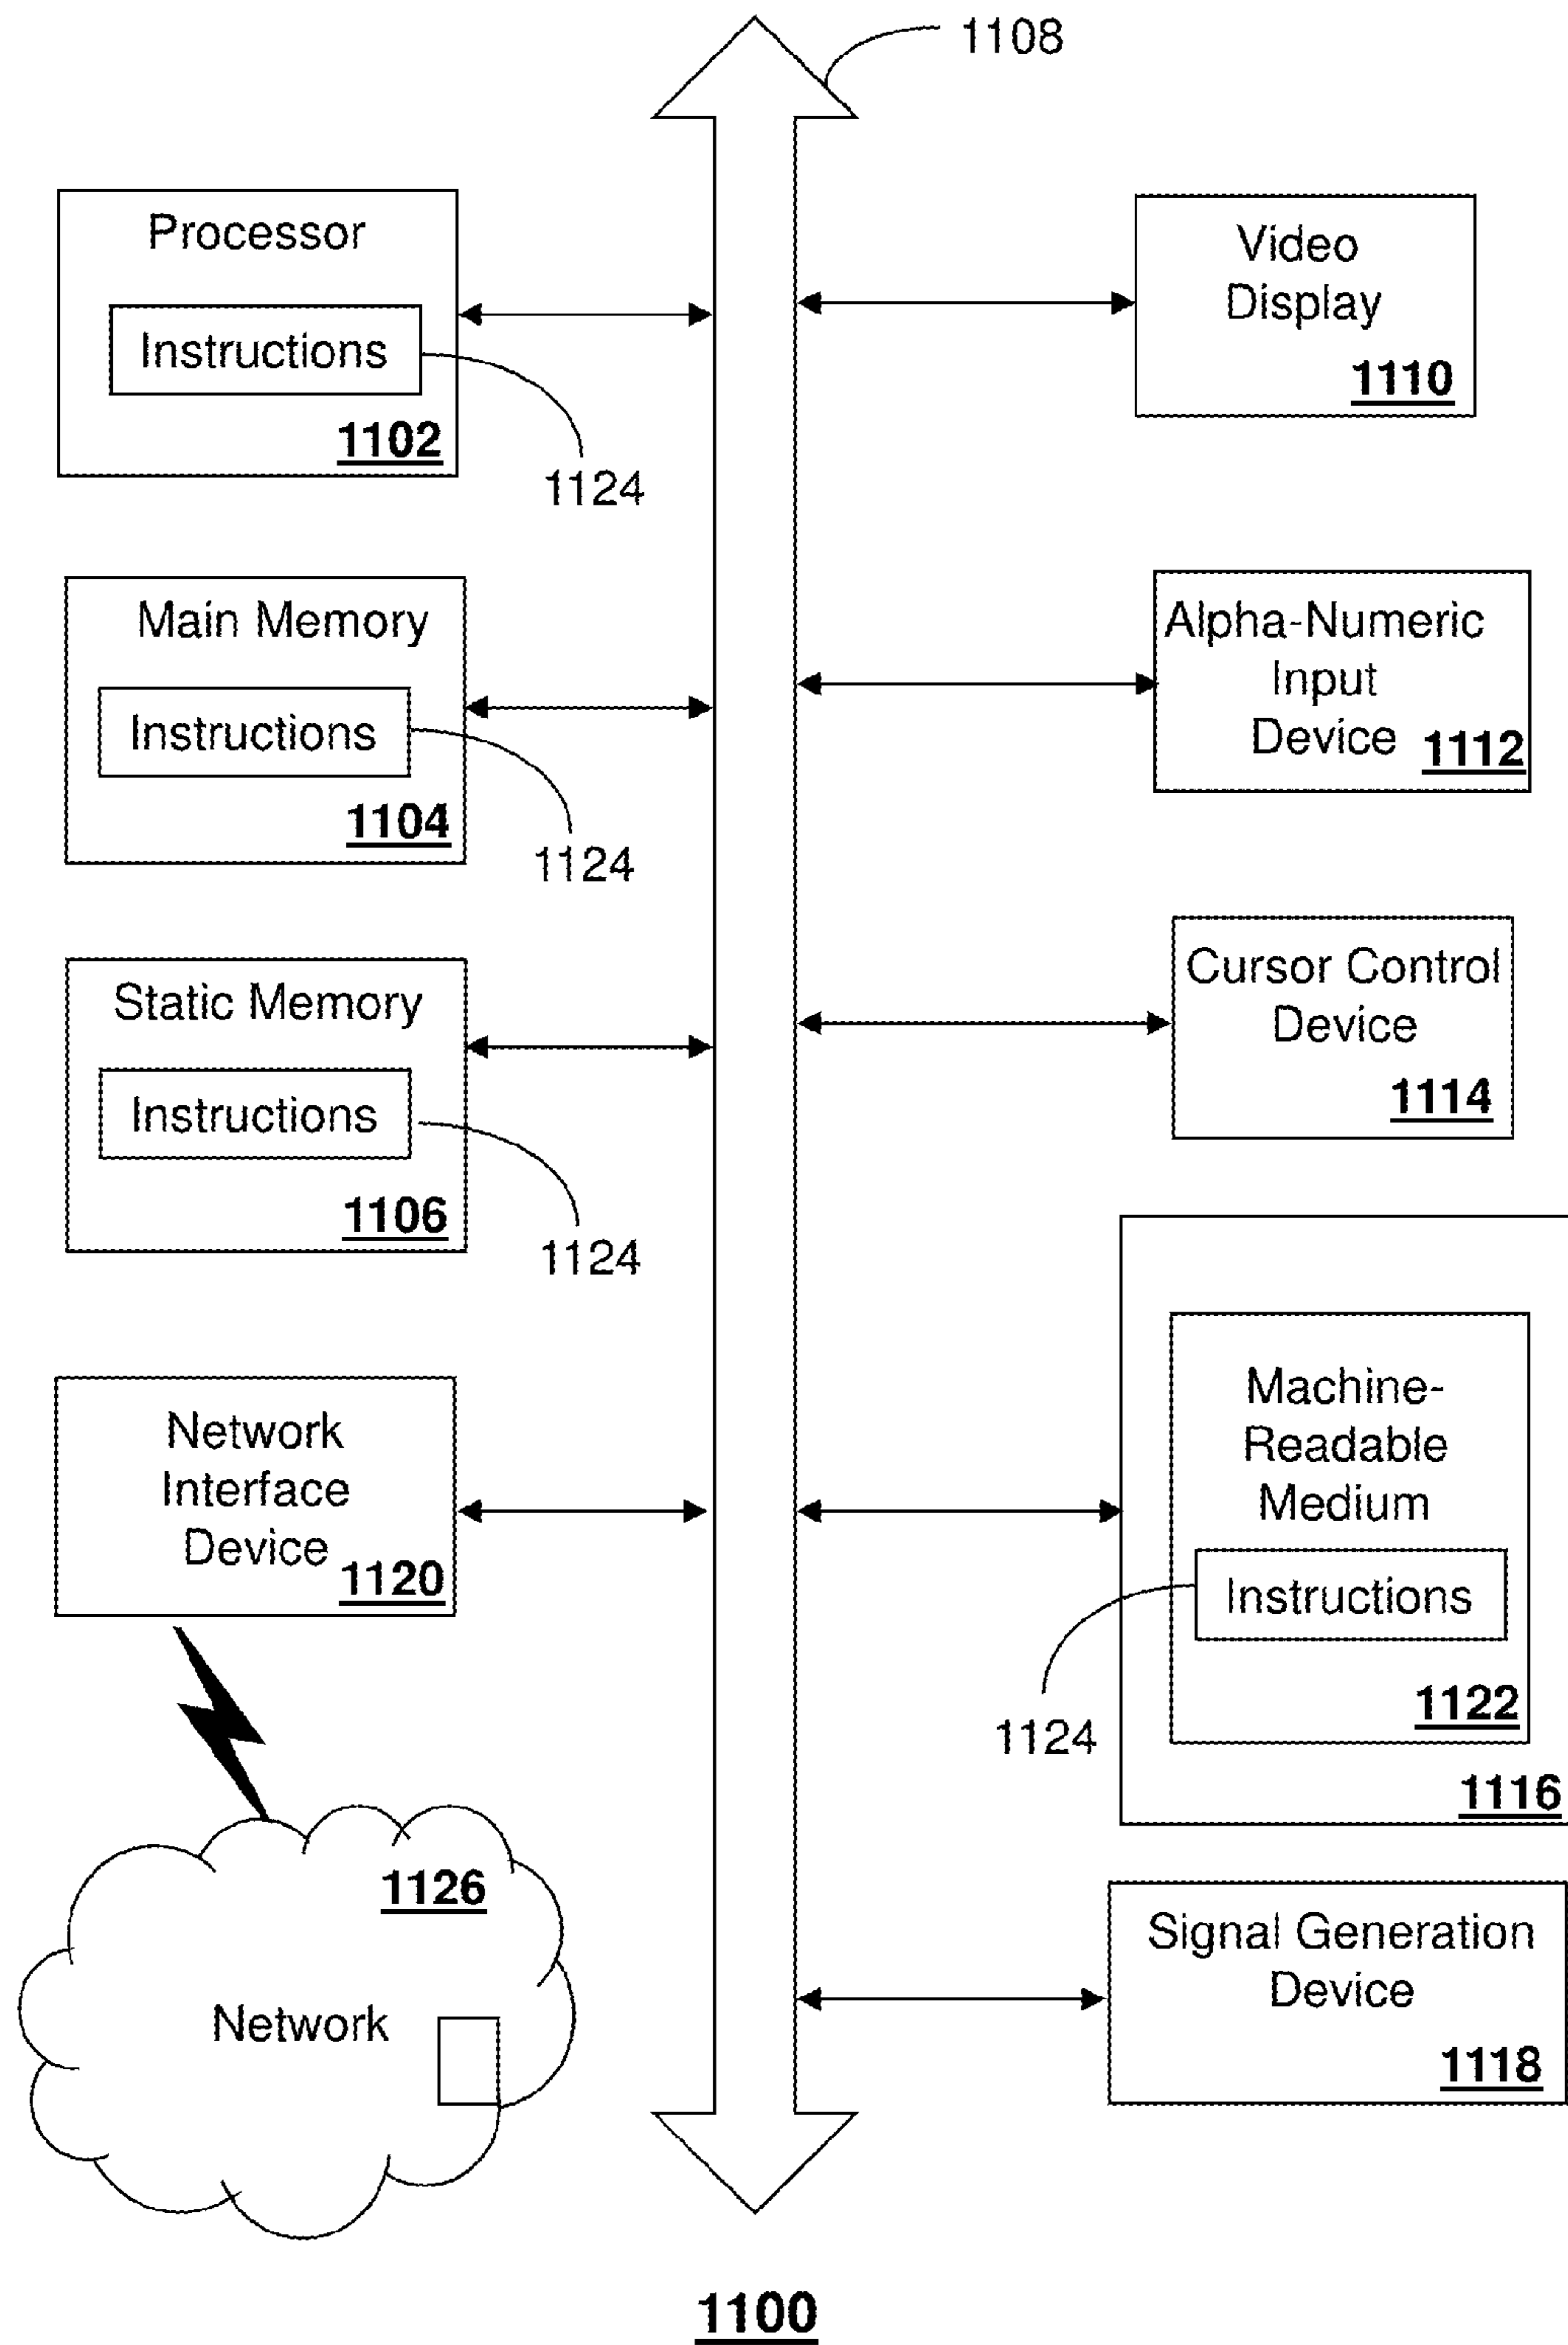 1108
Processor
Instructions
1102
1124
Main Memory
Instructions
1104
1124
Static Memory
Instructions
1106
1124
Network
Interface
Device
1120
1126
Network
Video
Display
1110
Alpha-Numeric
Input
Device
1112
Cursor Control
Device
1114
Machine-
Readable
Medium
Instructions
1124
1122
1116
Signal Generation
Device
1118
1100